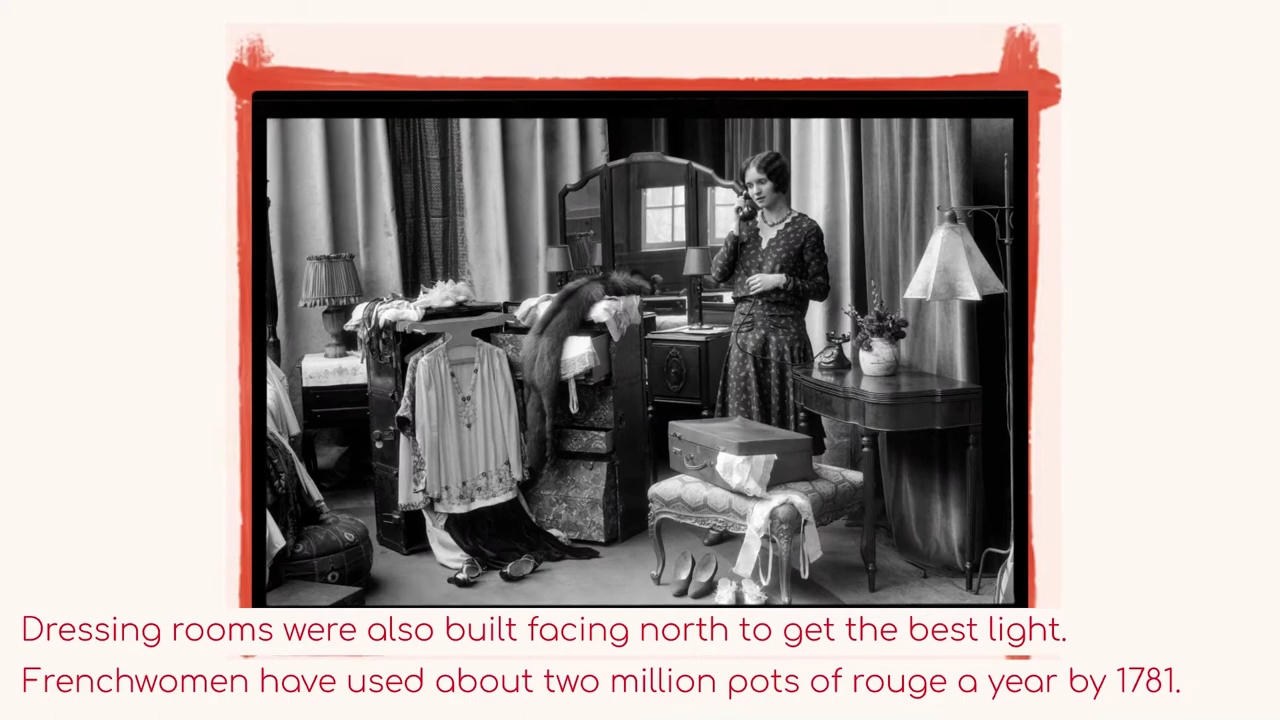 Dressing rooms were also built facing north to get the best light.
Frenchwomen have used about two million pots of rouge a year by 1781.